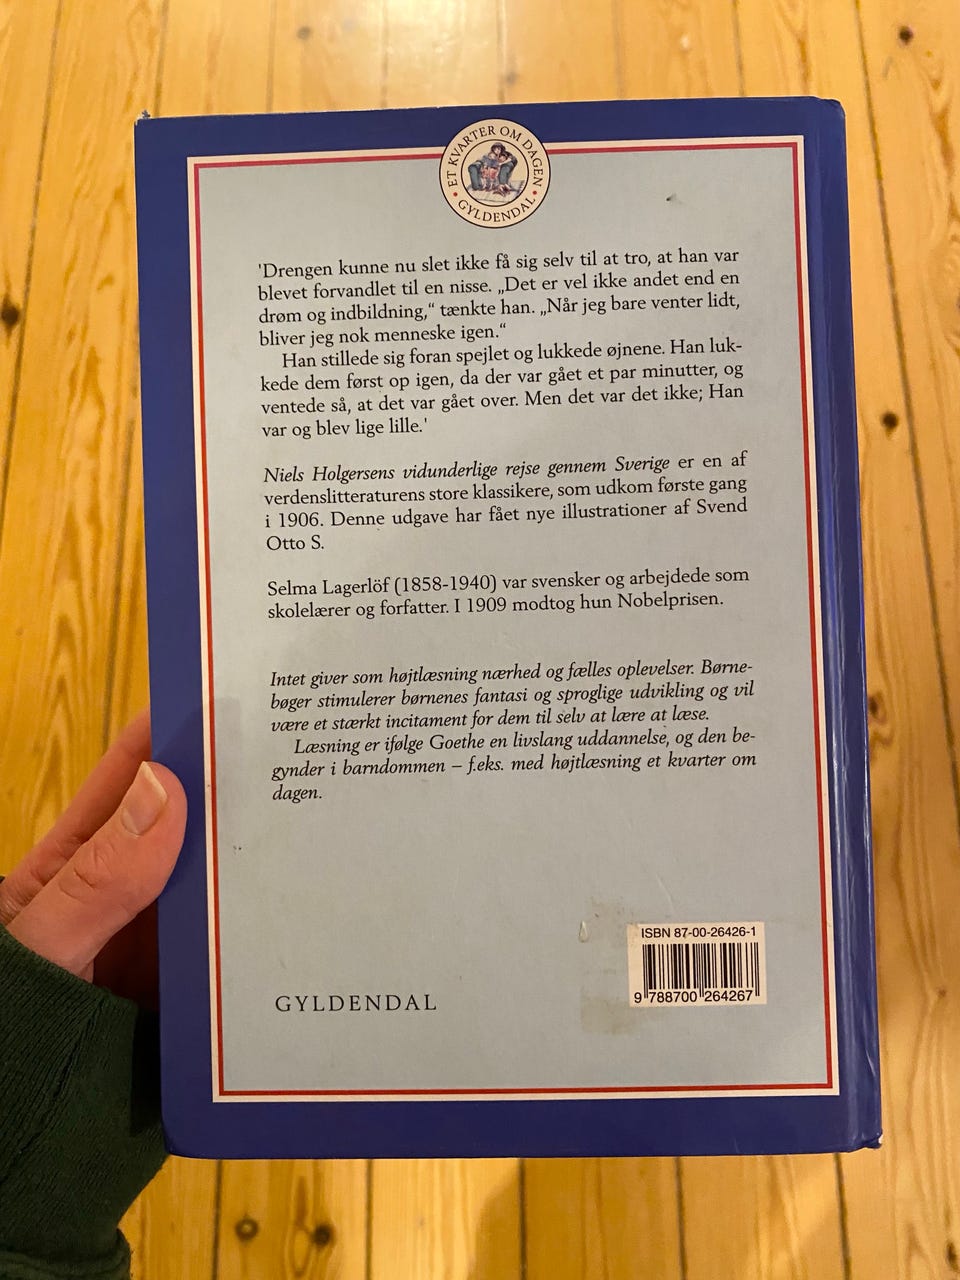 ET KVARTER OM DAGEN
• GYLDENDAL •
'Drengen kunne nu slet ikke få sig selv til at tro, at han var
blevet forvandlet til en nisse. „Det er vel ikke andet end en
drøm og indbildning,“ tænkte han. „Når jeg bare venter lidt,
bliver jeg nok menneske igen.“
Han stillede sig foran spejlet og lukkede øjnene. Han luk-
kede dem først op igen, da der var gået et par minutter, og
ventede så, at det var gået over. Men det var det ikke; Han
var og blev lige lille.'
Niels Holgersens vidunderlige rejse gennem Sverige er en af
verdenslitteraturens store klassikere, som udkom første gang
i 1906. Denne udgave har fået nye illustrationer af Svend
Otto S.
Selma Lagerlöf (1858-1940) var svensker og arbejdede som
skolelærer og forfatter. I 1909 modtog hun Nobelprisen.
Intet giver som højtlæsning nærhed og fælles oplevelser. Børne-
bøger stimulerer børnenes fantasi og sproglige udvikling og vil
være et stærkt incitament for dem til selv at lære at læse.
Læsning er ifølge Goethe en livslang uddannelse, og den be-
gynder i barndommen – f.eks. med højtlæsning et kvarter om
dagen.
ISBN 87-00-26426-1
9 788700 264267
GYLDENDAL